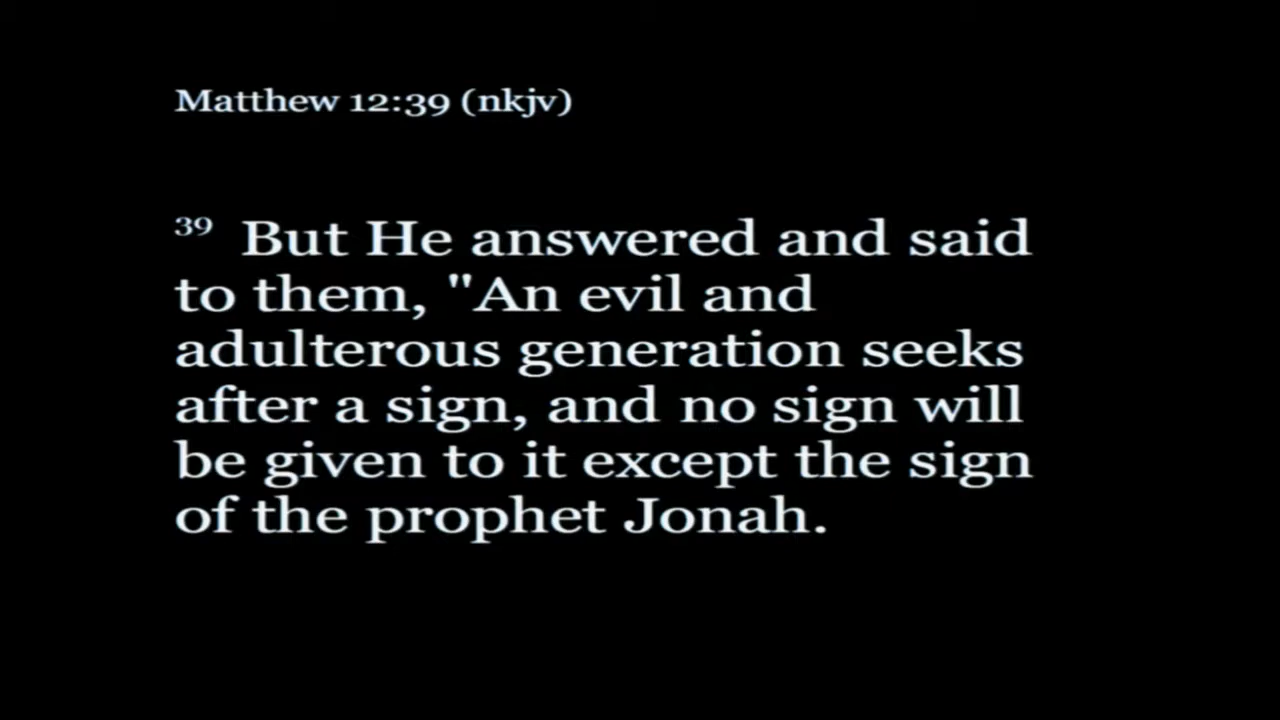 Matthew 12:39 (nkjv)
39 But He answered and said
to them, "An evil and
adulterous generation seeks
after a sign, and no sign will
be given to it except the sign
of the prophet Jonah.